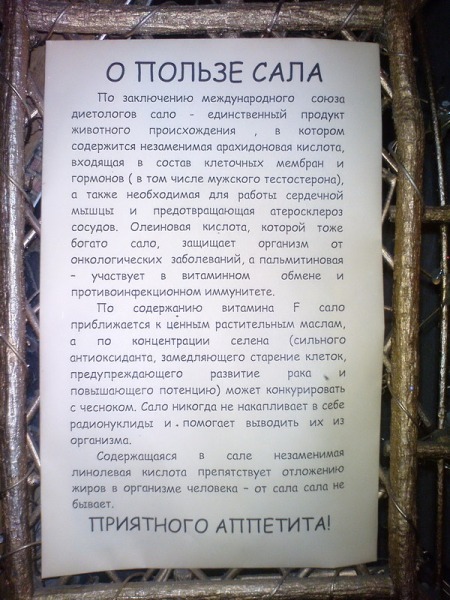 О ПОЛЬЗЕ САЛА
По заключению международного союза
диетологов сало - единственный продукт
животного происхождения , в котором
содержится незаменимая арахидоновая кислота,
входящая в состав клеточных мембран и
гормонов ( в том числе мужского тестостерона),
а также необходимая для работы сердечной
мышцы и предотвращающая атеросклероз
сосудов. Олеиновая кислота, которой тоже
богато сало, защищает организм от
онкологических заболеваний, а пальмитиновая
– участвует в витаминном обмене и
противоинфекционном иммунитете.
По содержанию витамина F сало
приближается к ценным растительным маслам,
а по концентрации селена (сильного
антиоксиданта, замедляющего старение клеток,
предупреждающего развитие рака и
повышающего потенцию) может конкурировать
с чесноком. Сало никогда не накапливает в себе
радионуклиды и помогает выводить их из
организма.
Содержащаяся в сале незаменимая
линолевая кислота препятствует отложению
жиров в организме человека – от сала сала не
бывает.
ПРИЯТНОГО АППЕТИТА!